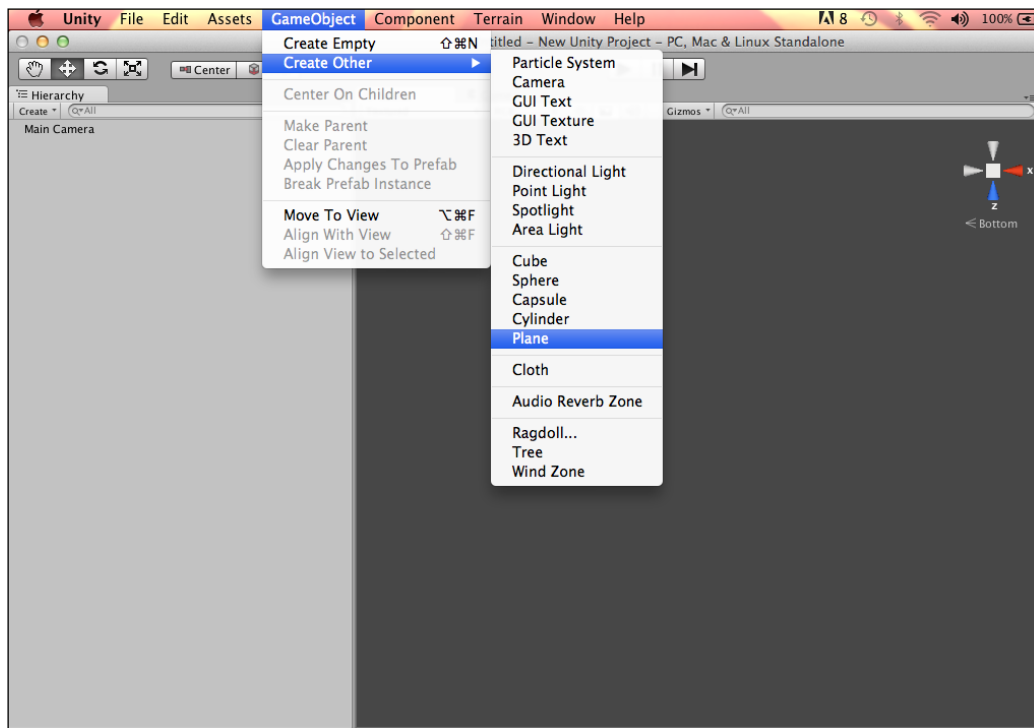 Unity File Edit Assets GameObject Component Terrain Window Help 8 100%
titled – New Unity Project – PC, Mac & Linux Standalone
Center
Hierarchy
Create All
Main Camera
Create Empty ⇧⌘N
Create Other
Center On Children
Make Parent
Clear Parent
Apply Changes To Prefab
Break Prefab Instance
Move To View ⌥⌘F
Align With View ⇧⌘F
Align View to Selected
Particle System
Camera
GUI Text
GUI Texture
3D Text
Directional Light
Point Light
Spotlight
Area Light
Cube
Sphere
Capsule
Cylinder
Plane
Cloth
Audio Reverb Zone
Ragdoll...
Tree
Wind Zone
Gizmos All
x
z
Bottom